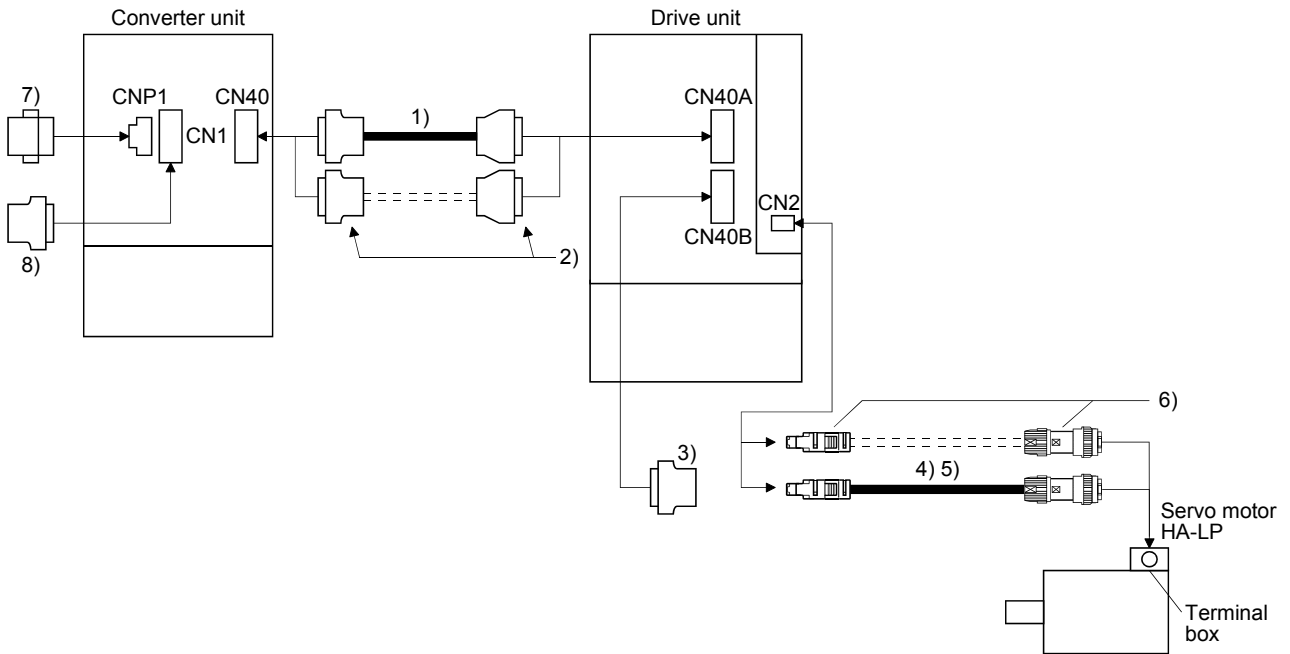 Converter unit
Drive unit
7)
CNP1
CN40
CN1
1)
CN40A
CN2
CN40B
8)
2)
6)
3)
4) 5)
Servo motor
HA-LP
Terminal
box